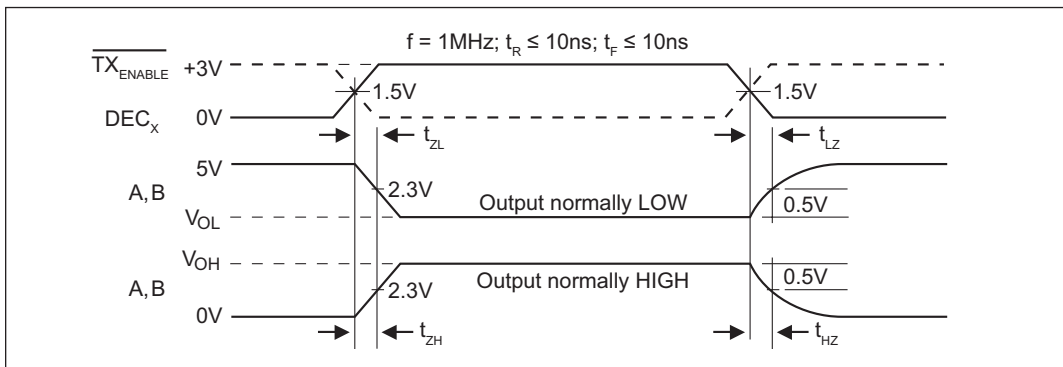 f = 1MHz; tR ≤ 10ns; tF ≤ 10ns
TXENABLE +3V
1.5V 1.5V
DECX 0V
tZL tLZ
5V
A,B 2.3V 0.5V
VOL Output normally LOW
VOH
Output normally HIGH 0.5V
A,B 2.3V
0V
tZH tHZ